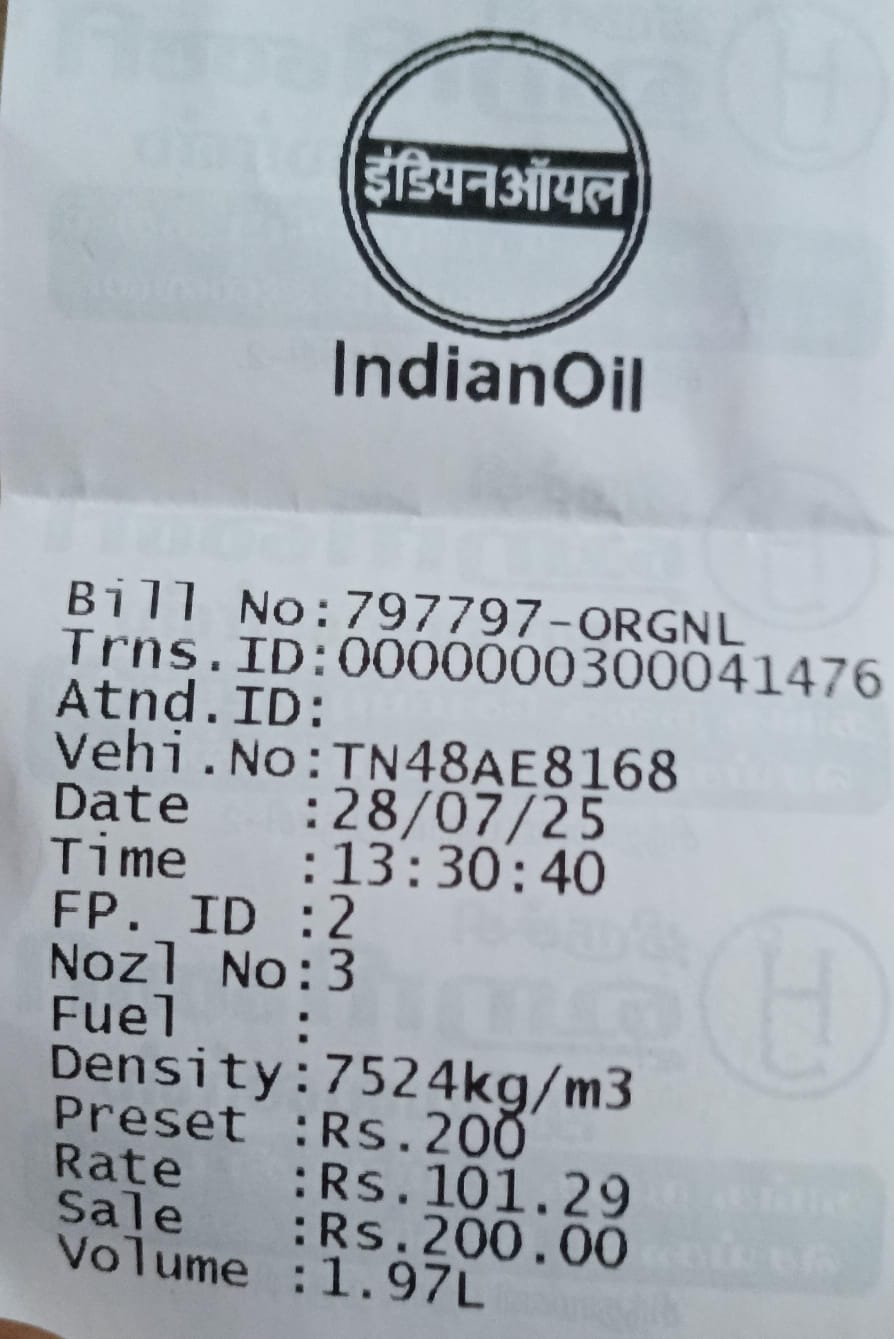 इंडियनऑयल
IndianOil
Bill No:797797-ORGNL
Trns.ID:0000000300041476
Atnd.ID:
Vehi.No:TN48AE8168
Date :28/07/25
Time :13:30:40
FP. ID :2
Nozl No:3
Fuel :
Density:7524kg/m3
Preset :Rs.200
Rate :Rs.101.29
Sale :Rs.200.00
Volume :1.97L